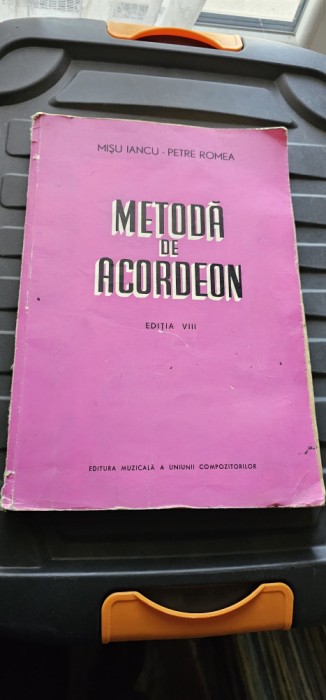 MIȘU IANCU - PETRE ROMEA
METODĂ
DE
ACORDEON
EDIȚIA VIII
EDITURA MUZICALĂ A UNIUNII COMPOZITORILOR